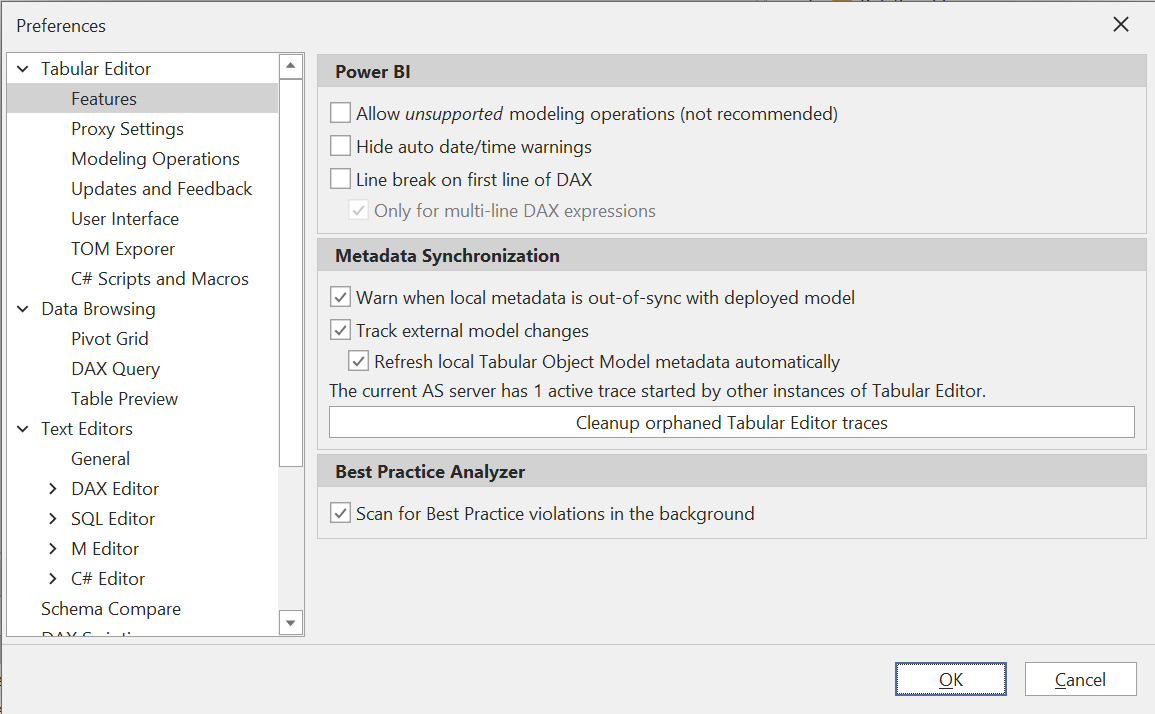 Preferences
Tabular Editor
Features
Proxy Settings
Modeling Operations
Updates and Feedback
User Interface
TOM Exporer
C# Scripts and Macros
Data Browsing
Pivot Grid
DAX Query
Table Preview
Text Editors
General
DAX Editor
SQL Editor
M Editor
C# Editor
Schema Compare
Power BI
Allow unsupported modeling operations (not recommended)
Hide auto date/time warnings
Line break on first line of DAX
Only for multi-line DAX expressions
Metadata Synchronization
Warn when local metadata is out-of-sync with deployed model
Track external model changes
Refresh local Tabular Object Model metadata automatically
The current AS server has 1 active trace started by other instances of Tabular Editor.
Cleanup orphaned Tabular Editor traces
Best Practice Analyzer
Scan for Best Practice violations in the background
OK
Cancel